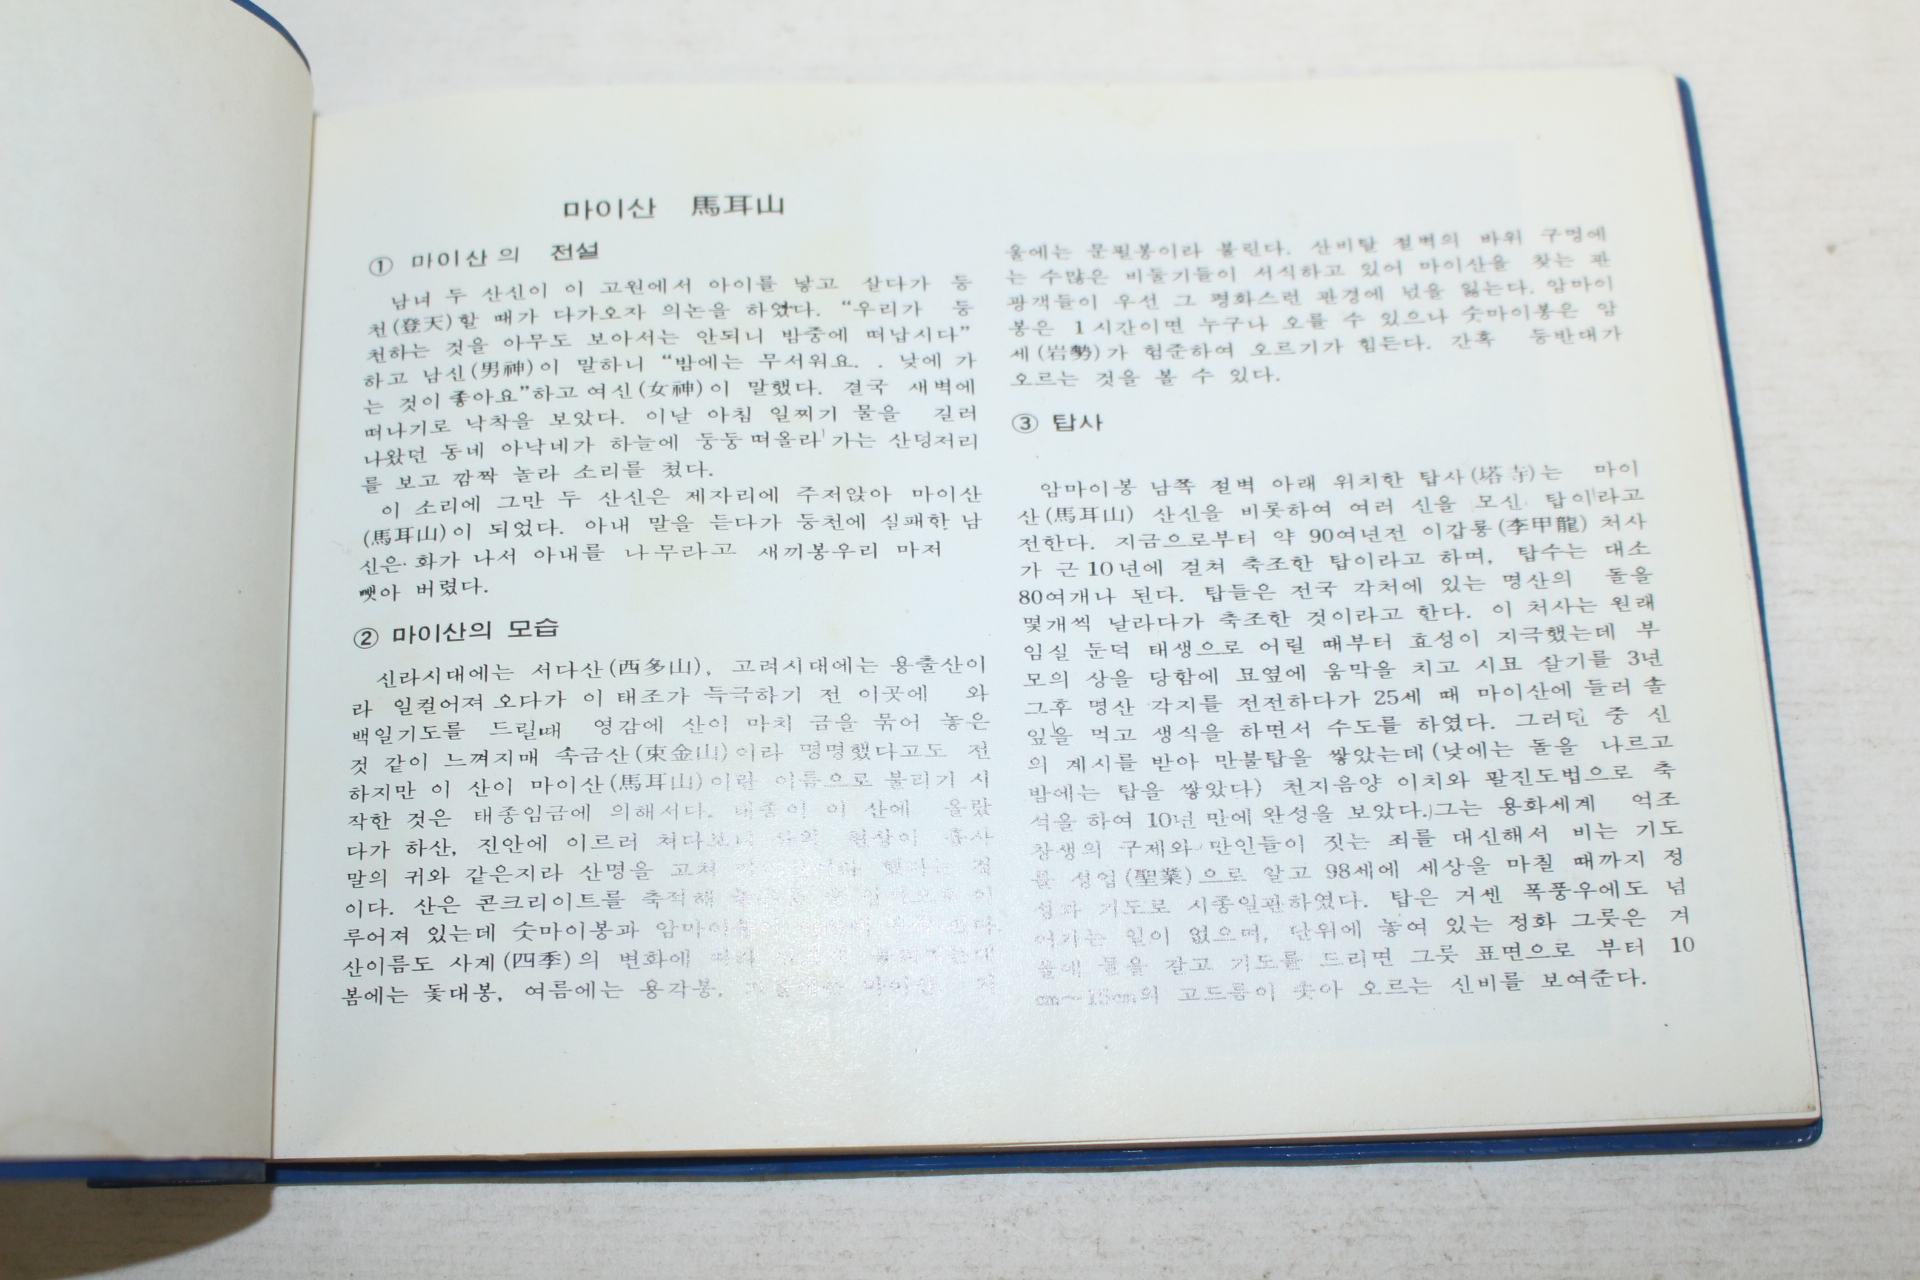 마이산 馬耳山
① 마이산의 전설
남녀 두 산신이 이 고원에서 아이를 낳고 살다가 등
천(登天)할 때가 다가오자 의논을 하였다. “우리가 등
천하는 것을 아무도 보아서는 안되니 밤중에 떠납시다”
하고 남신(男神)이 말하니 “밤에는 무서워요. . 낮에 가
는 것이 좋아요”하고 여신(女神)이 말했다. 결국 새벽에
떠나기로 낙착을 보았다. 이날 아침 일찌기 물을 길러
나왔던 동네 아낙네가 하늘에 둥둥 떠올라 가는 산덩저리
를 보고 깜짝 놀라 소리를 쳤다.
이 소리에 그만 두 산신은 제자리에 주저앉아 마이산
(馬耳山)이 되었다. 아내 말을 듣다가 등천에 실패한 남
신은 화가 나서 아내를 나무라고 새끼봉우리 마저
뺏아 버렸다.
② 마이산의 모습
신라시대에는 서다산(西多山), 고려시대에는 용출산이
라 일컬어져 오다가 이 태조가 득극하기 전 이곳에 와
백일기도를 드릴때 영감에 산이 마치 금을 묶어 놓은
것 같이 느껴지매 속금산(束金山)이라 명명했다고도 전
하지만 이 산이 마이산(馬耳山)이란 이름으로 불리기 시
작한 것은 태종임금에 의해서다. 태종이 이 산에 올랐
다가 하산, 진안에 이르러 쳐다보니
말의 귀와 같은지라 산명을 고쳐
이다. 산은 콘크리이트를 축적해
루어져 있는데 숫마이봉과
산이름도 사계(四季)의 변화에 따라
봄에는 돛대봉, 여름에는 용각봉,
울에는 문필봉이라 불린다. 산비탈 절벽의 바위 구멍에
는 수많은 비둘기들이 서식하고 있어 마이산을 찾는 관
광객들이 우선 그 평화스런 판경에 넋을 잃는다. 암마이
봉은 1시간이면 누구나 오를 수 있으나 숫마이봉은 암
세(岩勢)가 험준하여 오르기가 힘든다. 간혹 등반대가
오르는 것을 볼 수 있다.
③ 탑사
암마이봉 남쪽 절벽 아래 위치한 탑사(塔寺)는 마이
산(馬耳山) 산신을 비롯하여 여러 신을 모신 탑이라고
전한다. 지금으로부터 약 90여년전 이갑룡(李甲龍) 처사
가 근 10년에 걸쳐 축조한 탑이라고 하며, 탑수는 대소
80여개나 된다. 탑들은 전국 각처에 있는 명산의 돌을
몇개씩 날라다가 축조한 것이라고 한다. 이 처사는 원래
임실 둔덕 태생으로 어릴 때부터 효성이 지극했는데 부
모의 상을 당함에 묘옆에 움막을 치고 시묘 살기를 3년
그후 명산 각지를 전전하다가 25세 때 마이산에 들러 솔
잎을 먹고 생식을 하면서 수도를 하였다. 그러던 중 신
의 계시를 받아 만불탑을 쌓았는데(낮에는 돌을 나르고
밤에는 탑을 쌓았다) 천지음양 이치와 팔진도법으로 축
석을 하여 10년 만에 완성을 보았다. 그는 용화세계 억조
창생의 구제와 만인들이 짓는 죄를 대신해서 비는 기도
를 성업(聖業)으로 알고 98세에 세상을 마칠 때까지 정
성과 기도로 시종일관하였다. 탑은 거센 폭풍우에도 넘
어가는 일이 없으며, 단위에 놓여 있는 정화 그릇은 겨
울에 물을 갈고 기도를 드리면 그릇 표면으로 부터 10
cm~15cm의 고드름이 솟아 오르는 신비를 보여준다.